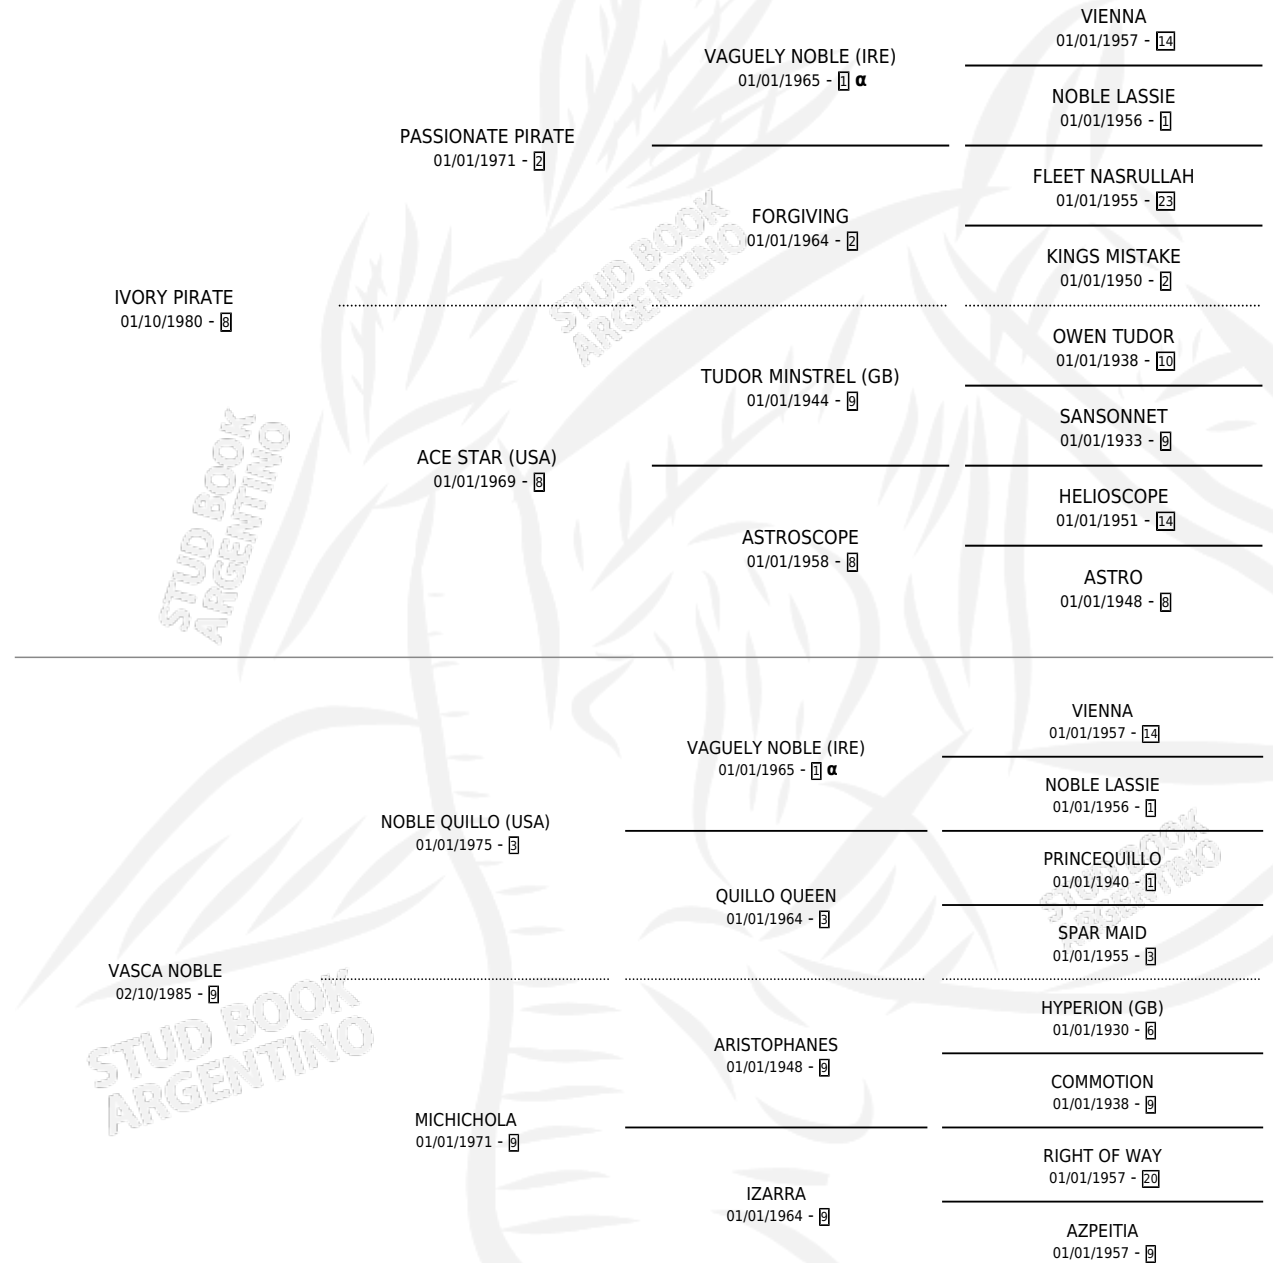 VIENNA
01/01/1957 - 14
VAGUELY NOBLE (IRE)
01/01/1965 - 1 α
NOBLE LASSIE
01/01/1956 - 1
PASSIONATE PIRATE
01/01/1971 - 2
FLEET NASRULLAH
01/01/1955 - 23
FORGIVING
01/01/1964 - 2
KINGS MISTAKE
01/01/1950 - 2
IVORY PIRATE
01/10/1980 - 8
OWEN TUDOR
01/01/1938 - 10
TUDOR MINSTREL (GB)
01/01/1944 - 9
SANSONNET
01/01/1933 - 9
ACE STAR (USA)
01/01/1969 - 8
HELIOSCOPE
01/01/1951 - 14
ASTROSCOPE
01/01/1958 - 8
ASTRO
01/01/1948 - 8
VIENNA
01/01/1957 - 14
VAGUELY NOBLE (IRE)
01/01/1965 - 1 α
NOBLE LASSIE
01/01/1956 - 1
NOBLE QUILLO (USA)
01/01/1975 - 3
PRINCEQUILLO
01/01/1940 - 1
QUILLO QUEEN
01/01/1964 - 3
SPAR MAID
01/01/1955 - 3
VASCA NOBLE
02/10/1985 - 9
HYPERION (GB)
01/01/1930 - 6
ARISTOPHANES
01/01/1948 - 9
COMMOTION
01/01/1938 - 9
MICHICHOLA
01/01/1971 - 9
RIGHT OF WAY
01/01/1957 - 20
IZARRA
01/01/1964 - 9
AZPEITIA
01/01/1957 - 9
STUD BOOK
ARGENTINO
STUD BOOK
ARGENTINO
STUD BOOK
ARGENTINO
STUD BOOK
ARGENTINO